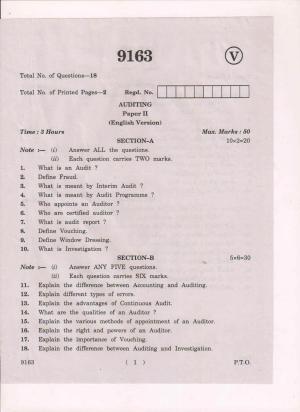 9163
V
Total No. of Questions—18
Total No. of Printed Pages—2 Regd. No.
AUDITING
Paper II
(English Version)
Time : 3 Hours Max. Marks : 50
SECTION-A 10×2=20
Note :— (i) Answer ALL the questions.
(ii) Each question carries TWO marks.
1. What is an Audit ?
2. Define Fraud.
3. What is meant by Interim Audit ?
4. What is meant by Audit Programme ?
5. Who appoints an Auditor ?
6. Who are certified auditor ?
7. What is audit report ?
8. Define Vouching.
9. Define Window Dressing.
10. What is Investigation ?
SECTION-B 5×6=30
Note :— (i) Answer ANY FIVE questions.
(ii) Each question carries SIX marks.
11. Explain the difference between Accounting and Auditing.
12. Explain different types of errors.
13. Explain the advantages of Continuous Audit.
14. What are the qualities of an Auditor ?
15. Explain the various methods of appointment of an Auditor.
16. Explain the right and powers of an Auditor.
17. Explain the importance of Vouching.
18. Explain the difference between Auditing and Investigation.
9163 ( 1 ) P.T.O.